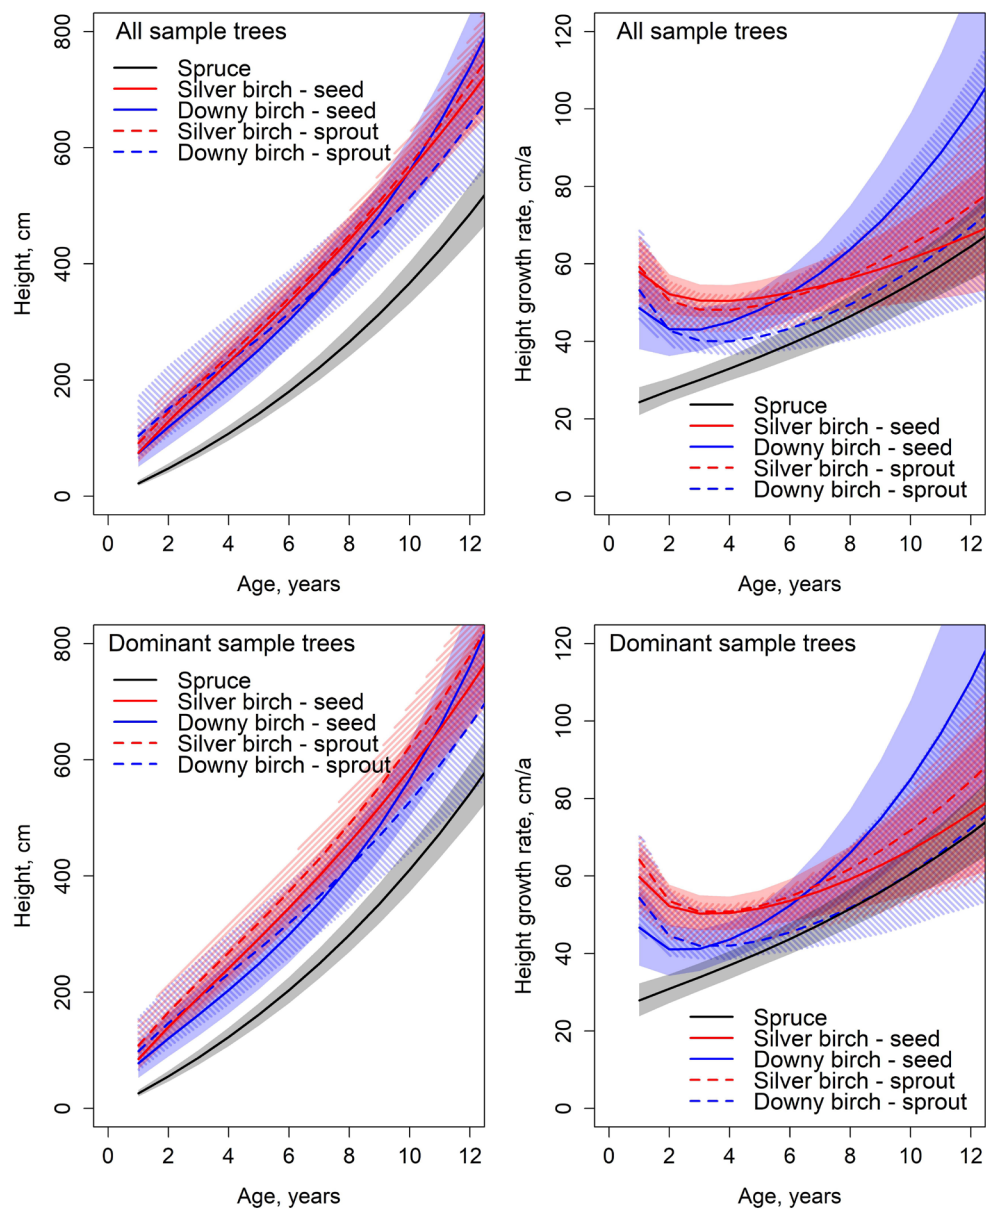 All sample trees
Spruce
Silver birch - seed
Downy birch - seed
Silver birch - sprout
Downy birch - sprout
Height, cm
0
200
400
600
800
0
2
4
6
8
10
12
Age, years
All sample trees
Height growth rate, cm/a
0
20
40
60
80
100
120
Spruce
Silver birch - seed
Downy birch - seed
Silver birch - sprout
Downy birch - sprout
0
2
4
6
8
10
12
Age, years
Dominant sample trees
Spruce
Silver birch - seed
Downy birch - seed
Silver birch - sprout
Downy birch - sprout
Height, cm
0
200
400
600
800
0
2
4
6
8
10
12
Age, years
Dominant sample trees
Height growth rate, cm/a
0
20
40
60
80
100
120
Spruce
Silver birch - seed
Downy birch - seed
Silver birch - sprout
Downy birch - sprout
0
2
4
6
8
10
12
Age, years